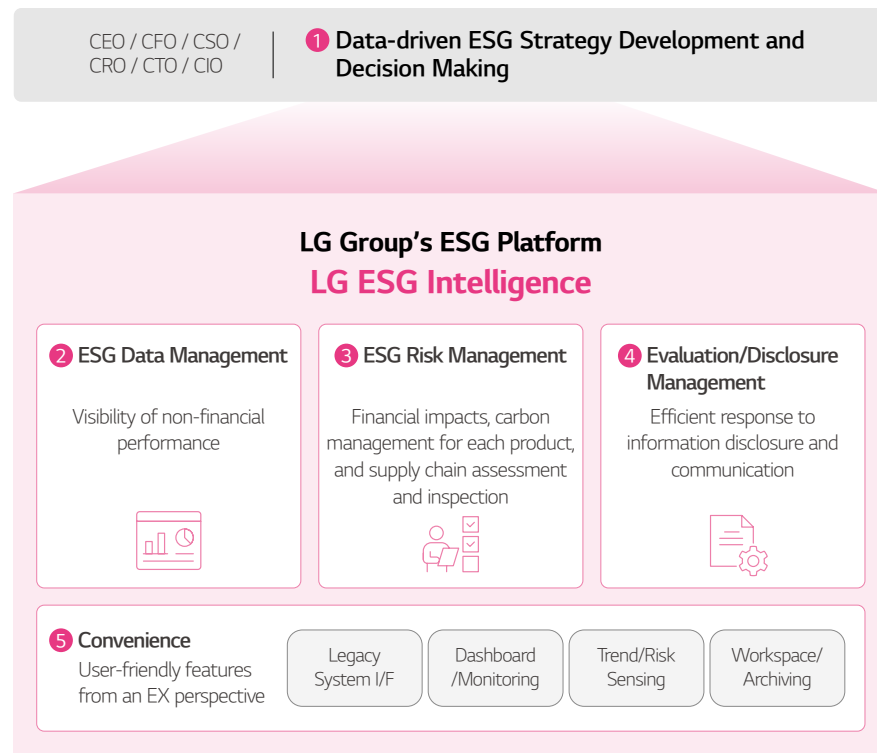 CEO / CFO / CSO /
CRO / CTO / CIO
1 Data-driven ESG Strategy Development and
Decision Making
LG Group’s ESG Platform
LG ESG Intelligence
2 ESG Data Management
Visibility of non-financial
performance
3 ESG Risk Management
Financial impacts, carbon
management for each product,
and supply chain assessment
and inspection
4 Evaluation/Disclosure
Management
Efficient response to
information disclosure and
communication
5 Convenience
User-friendly features
from an EX perspective
Legacy
System I/F
Dashboard
/Monitoring
Trend/Risk
Sensing
Workspace/
Archiving